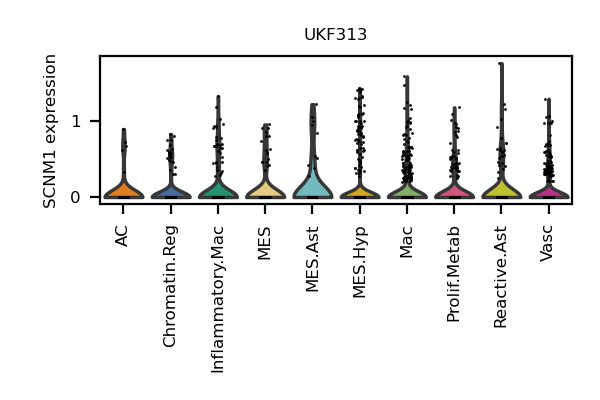 UKF313
SCNM1 expression
1
0
AC
Chromatin.Reg
Inflammatory.Mac
MES
MES.Ast
MES.Hyp
Mac
Prolif.Metab
Reactive.Ast
Vasc